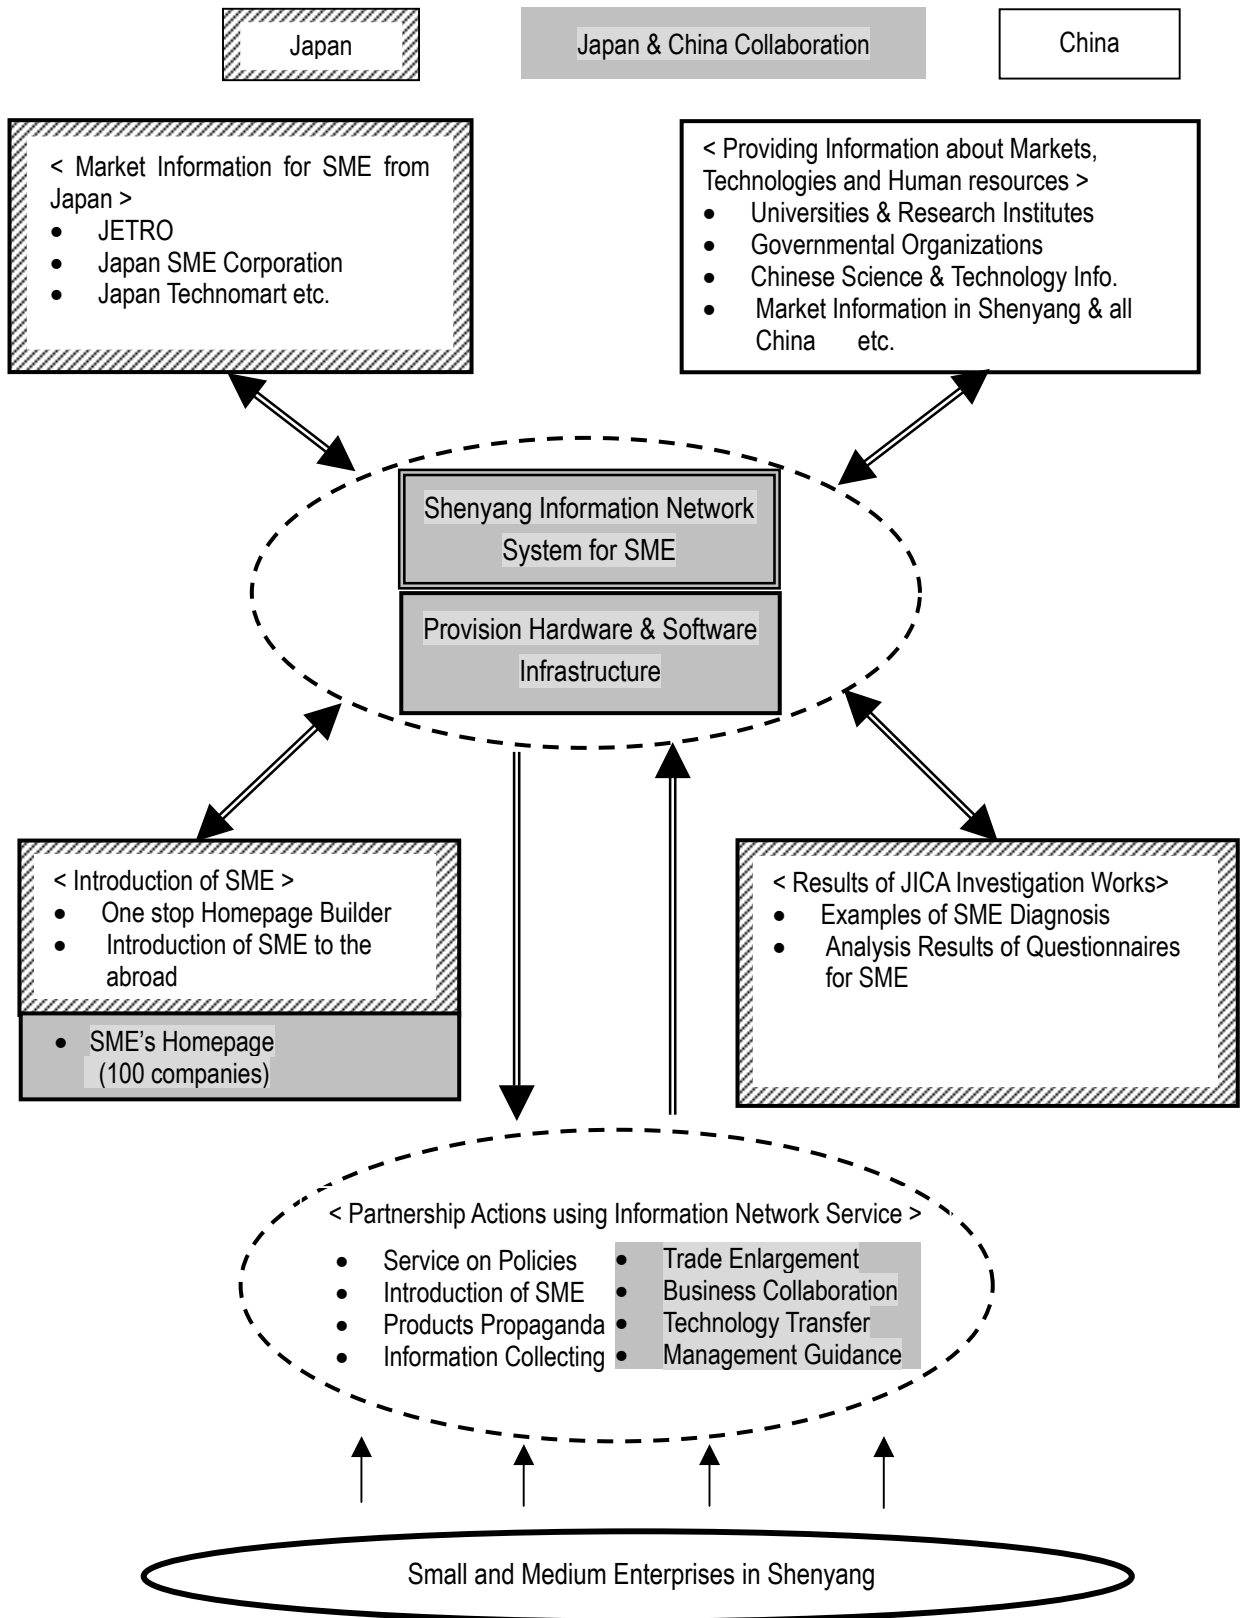 Japan
Japan & China Collaboration
China
< Market Information for SME from
Japan >
● JETRO
● Japan SME Corporation
● Japan Technomart etc.
< Providing Information about Markets,
Technologies and Human resources >
● Universities & Research Institutes
● Governmental Organizations
● Chinese Science & Technology Info.
● Market Information in Shenyang & all
China etc.
Shenyang Information Network
System for SME
Provision Hardware & Software
Infrastructure
< Introduction of SME >
● One stop Homepage Builder
● Introduction of SME to the
abroad
● SME's Homepage
(100 companies)
< Results of JICA Investigation Works>
● Examples of SME Diagnosis
● Analysis Results of Questionnaires
for SME
< Partnership Actions using Information Network Service >
● Service on Policies
● Introduction of SME
● Products Propaganda
● Information Collecting
● Trade Enlargement
● Business Collaboration
● Technology Transfer
● Management Guidance
Small and Medium Enterprises in Shenyang